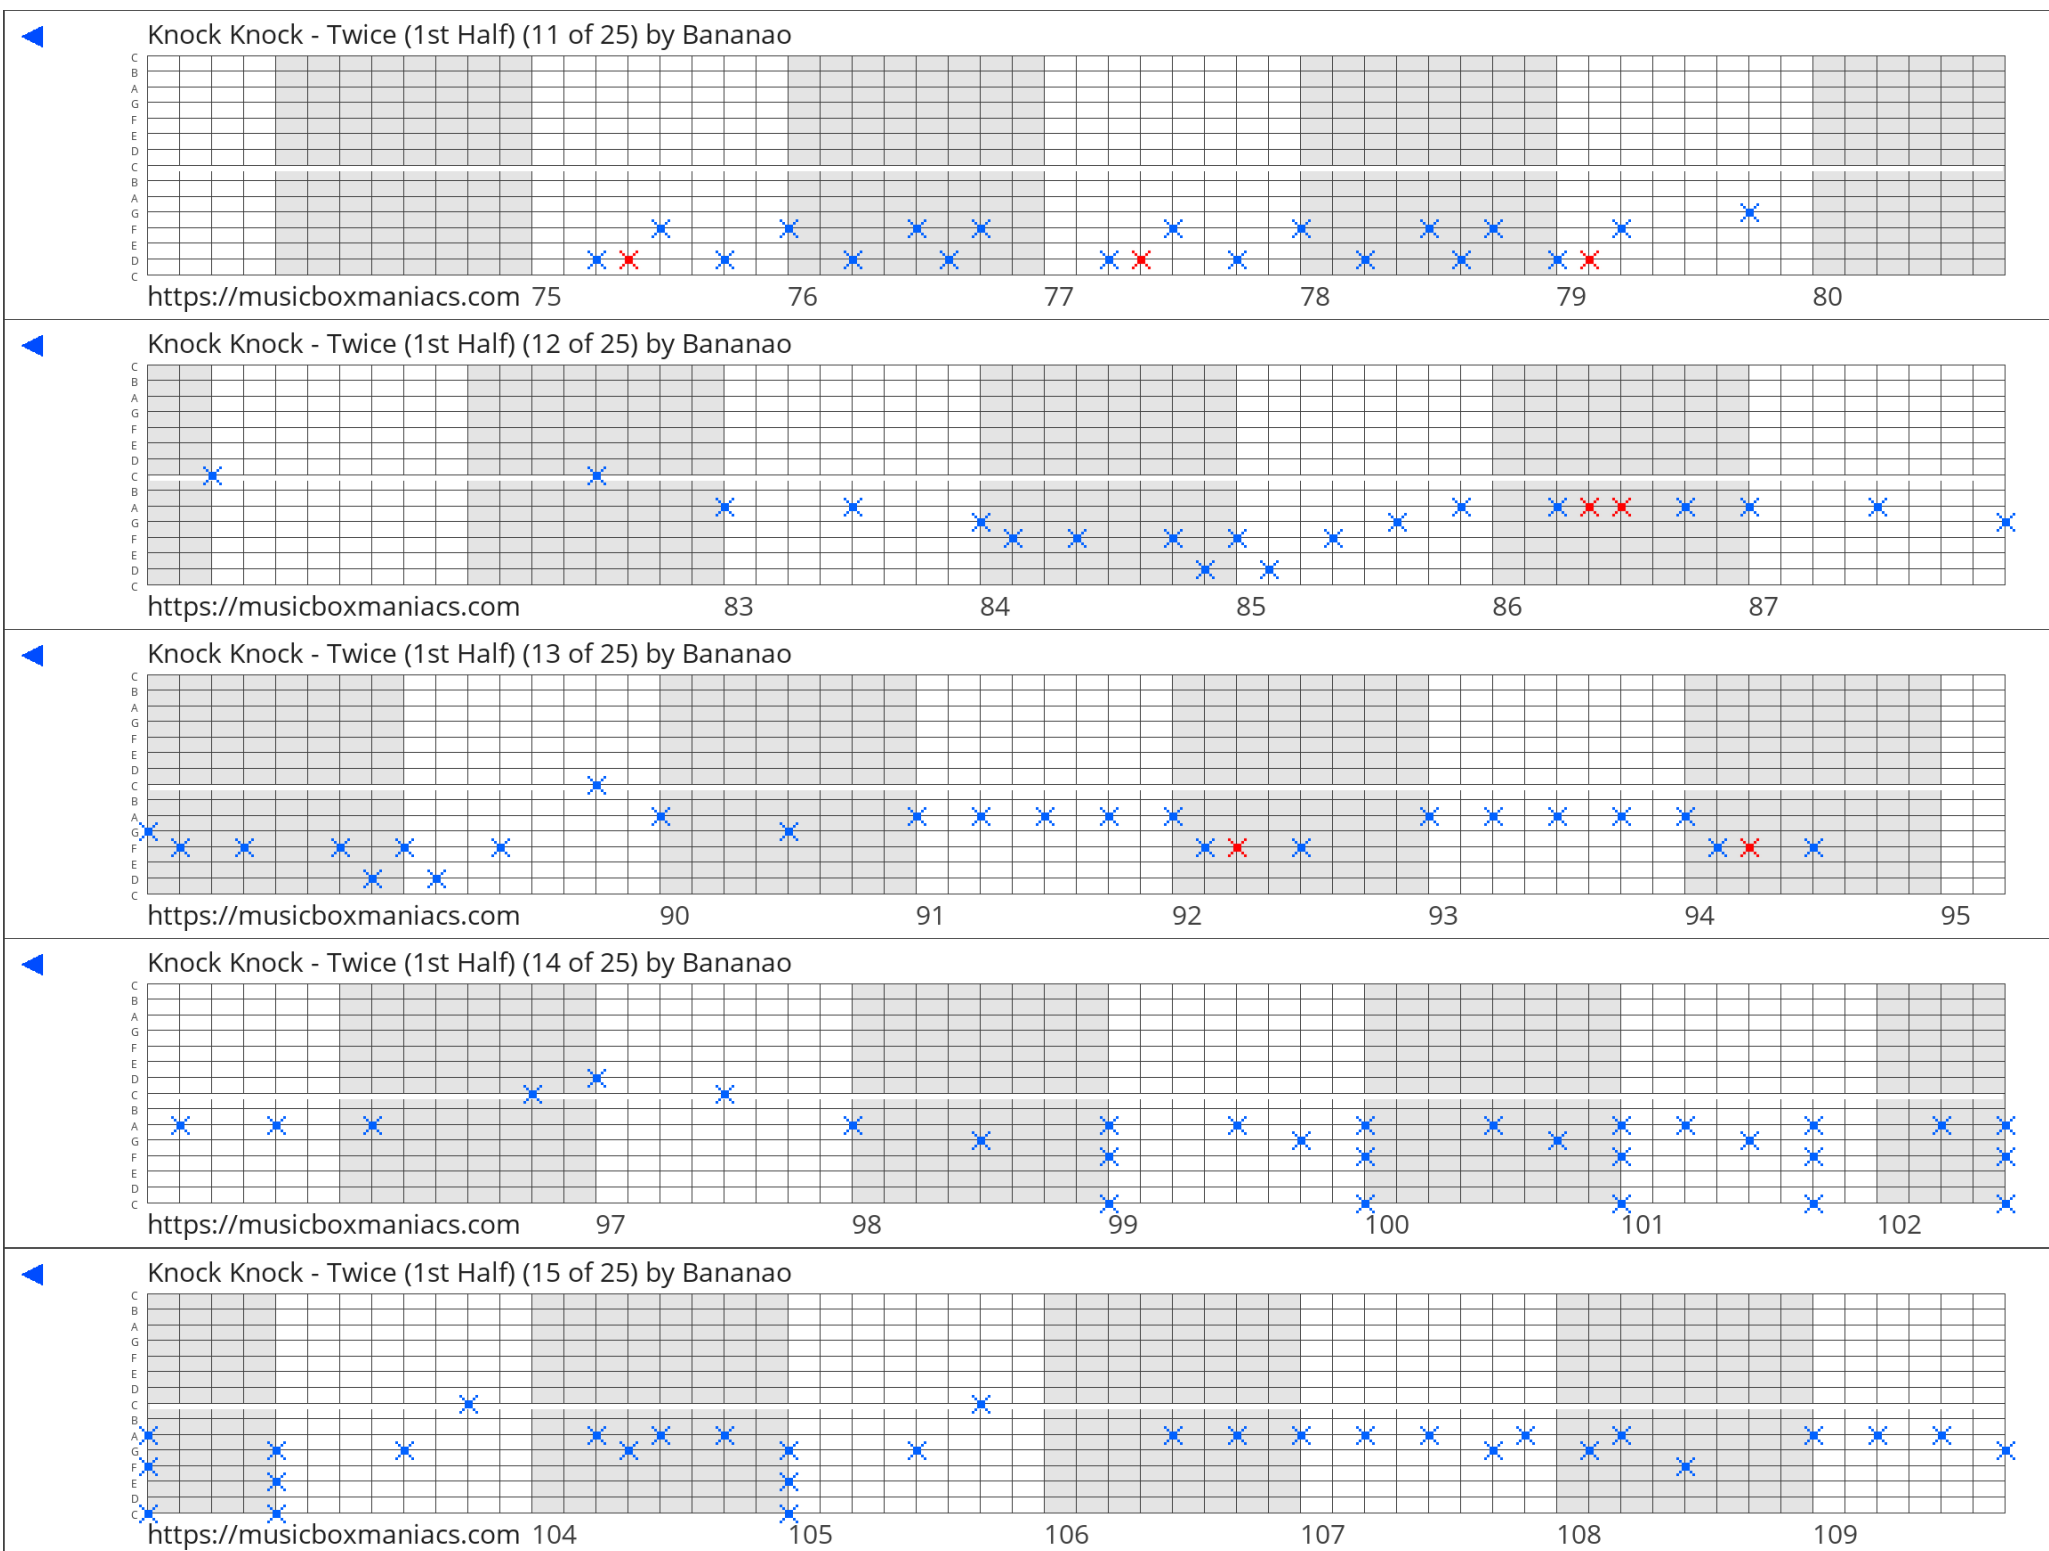 Knock Knock - Twice (1st Half) (11 of 25) by Bananao
C
B
A
G
F
E
D
C
B
A
G
F
E
D
C
https://musicboxmaniacs.com 75 76 77 78 79 80
Knock Knock - Twice (1st Half) (12 of 25) by Bananao
C
B
A
G
F
E
D
C
B
A
G
F
E
D
C
https://musicboxmaniacs.com 83 84 85 86 87
Knock Knock - Twice (1st Half) (13 of 25) by Bananao
C
B
A
G
F
E
D
C
B
A
G
F
E
D
C
https://musicboxmaniacs.com 90 91 92 93 94 95
Knock Knock - Twice (1st Half) (14 of 25) by Bananao
C
B
A
G
F
E
D
C
B
A
G
F
E
D
C
https://musicboxmaniacs.com 97 98 99 100 101 102
Knock Knock - Twice (1st Half) (15 of 25) by Bananao
C
B
A
G
F
E
D
C
B
A
G
F
E
D
C
https://musicboxmaniacs.com 104 105 106 107 108 109